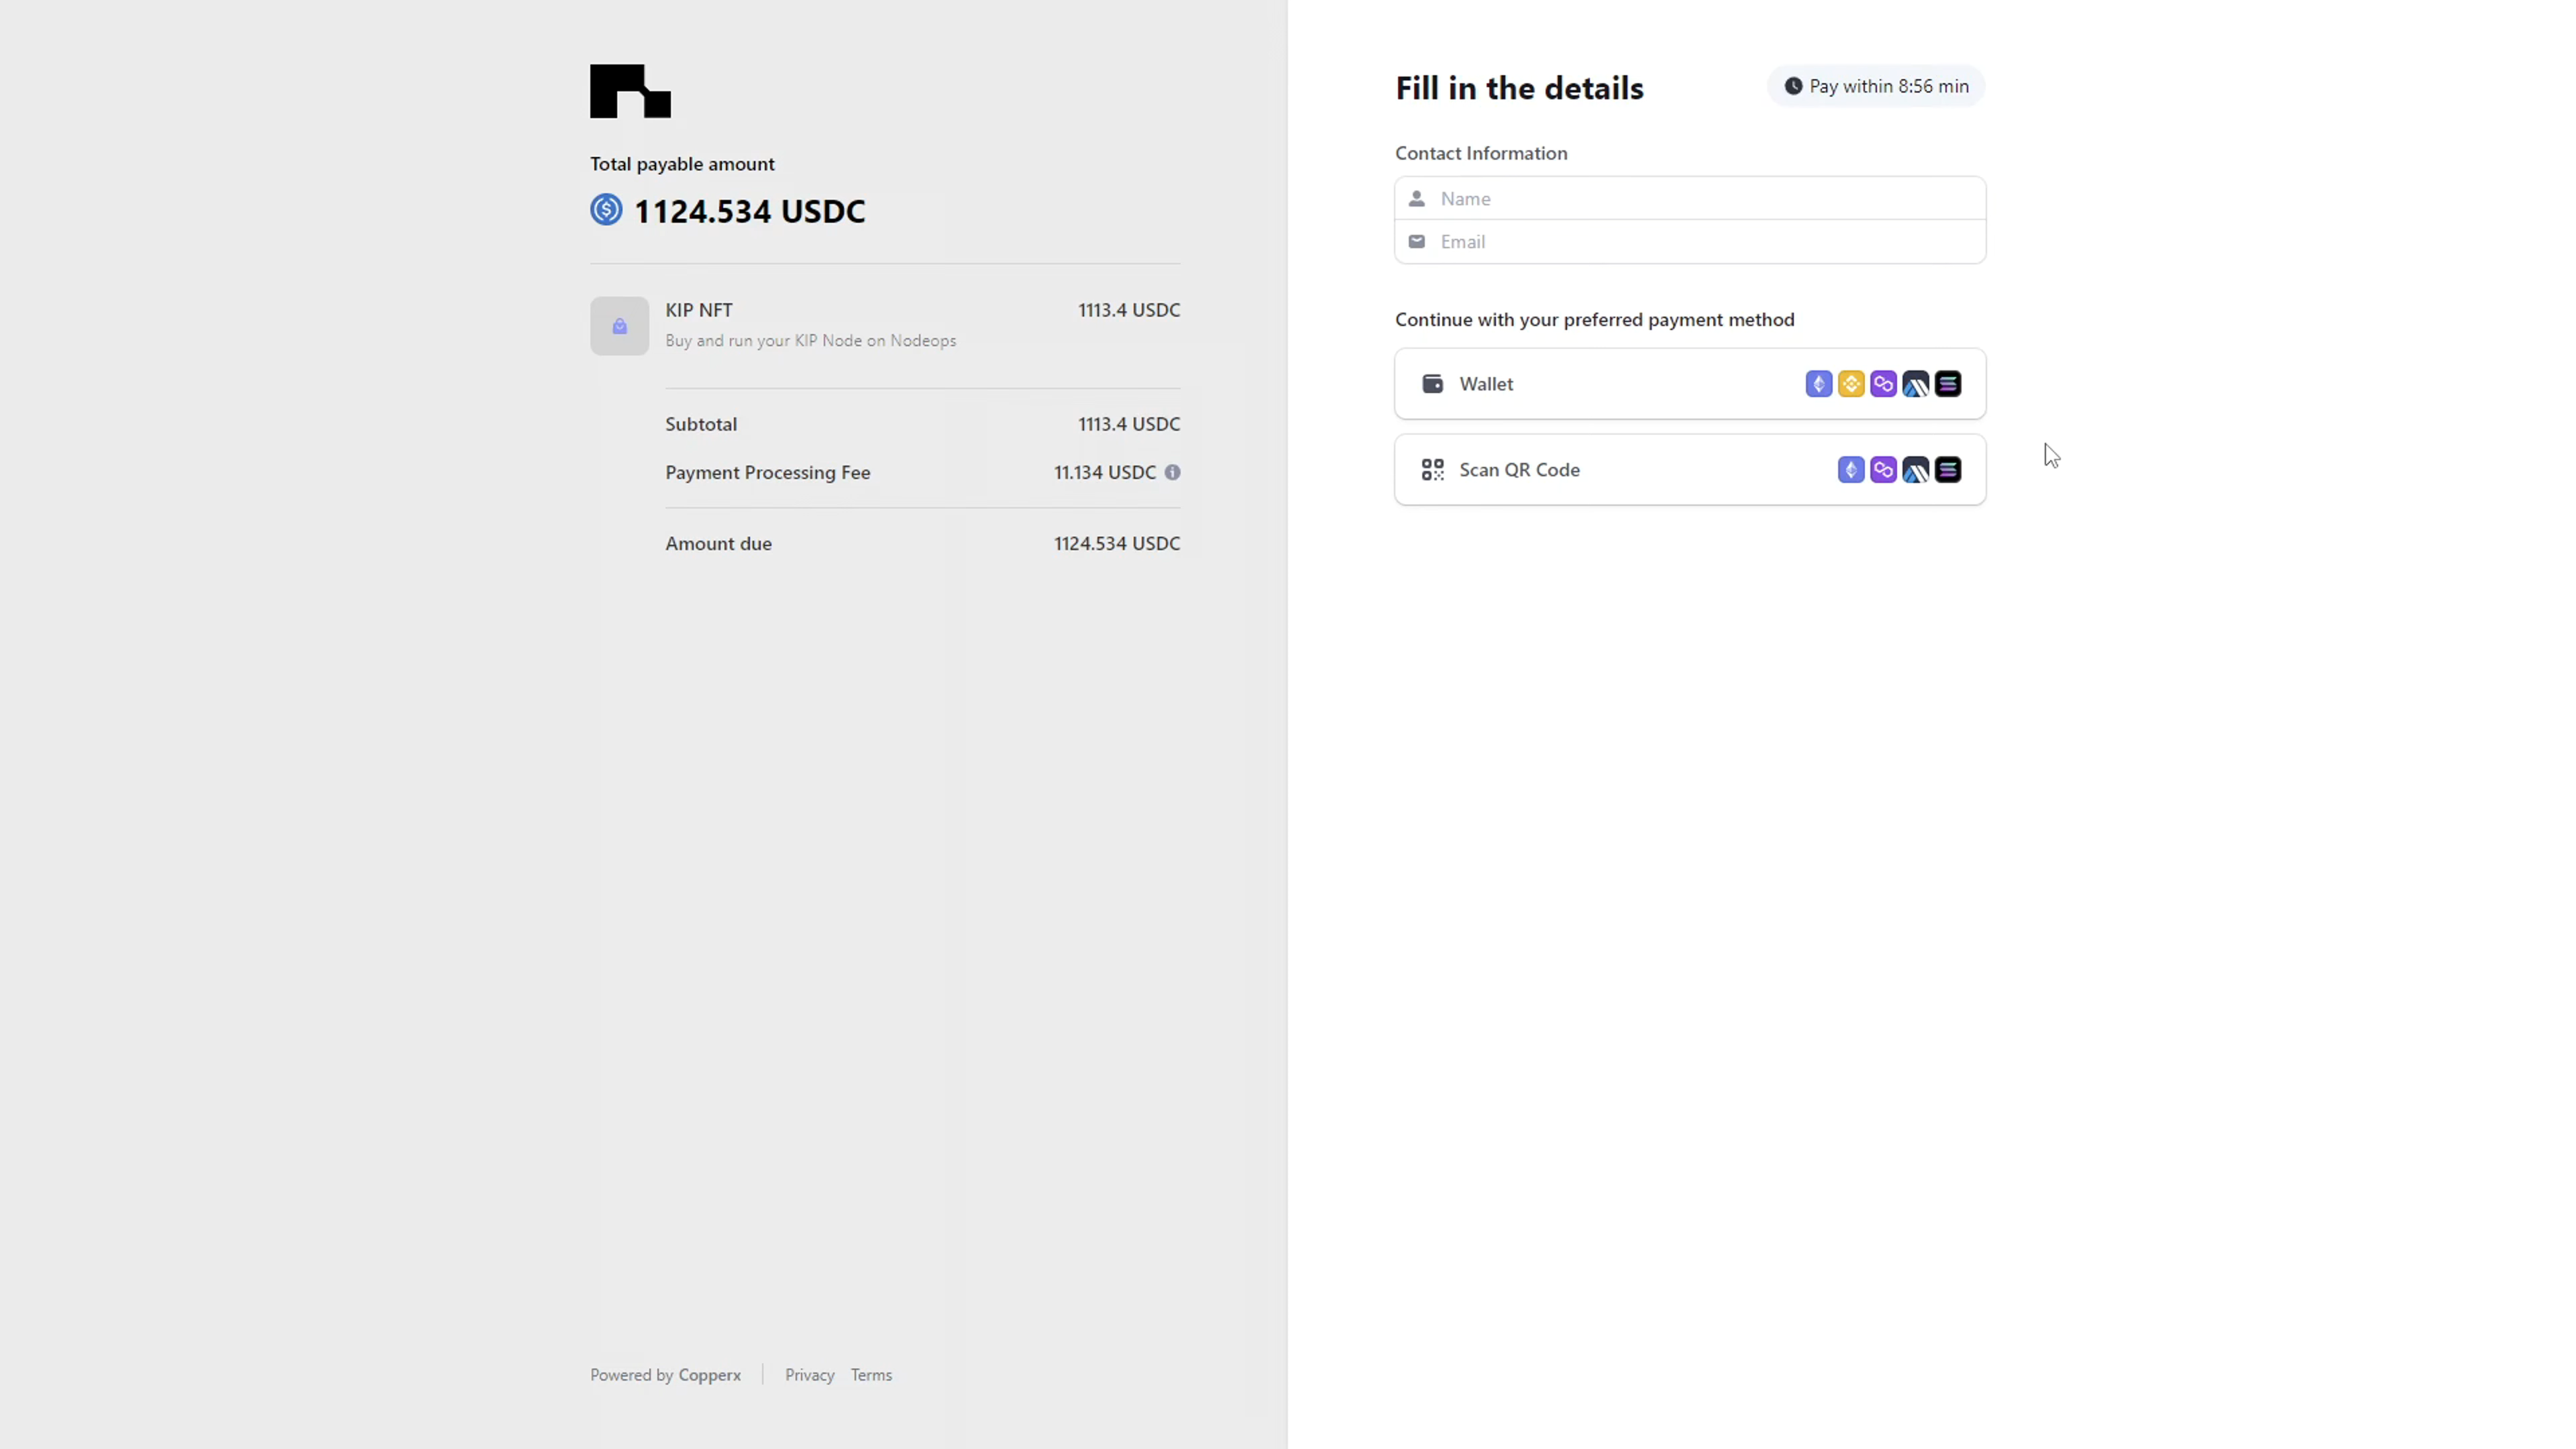 Total payable amount
1124.534 USDC
KIP NFT 1113.4 USDC
Buy and run your KIP Node on Nodeops
Subtotal 1113.4 USDC
Payment Processing Fee 11.134 USDC
Amount due 1124.534 USDC
Powered by Copperx Privacy Terms
Fill in the details
Pay within 8:56 min
Contact Information
Name
Email
Continue with your preferred payment method
Wallet
Scan QR Code